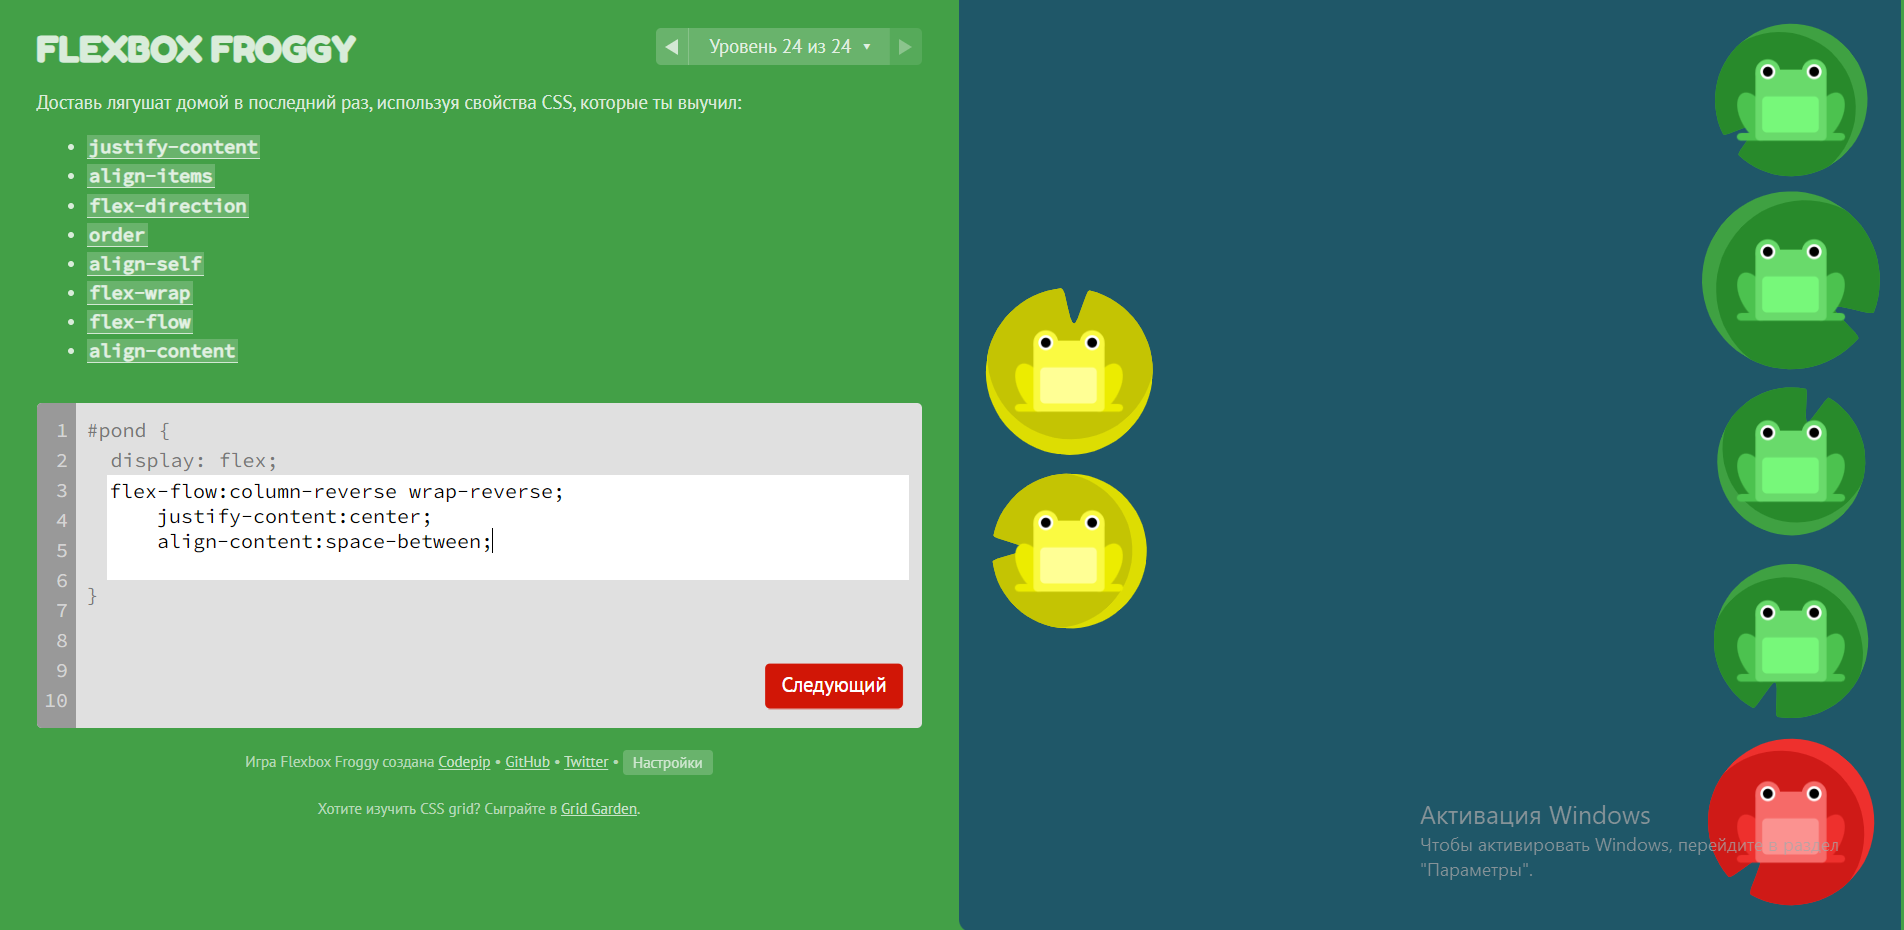 FLEXBOX FROGGY
◀ Уровень 24 из 24 ▼ ▶
Доставь лягушат домой в последний раз, используя свойства CSS, которые ты выучил:
• justify-content
• align-items
• flex-direction
• order
• align-self
• flex-wrap
• flex-flow
• align-content
1 #pond {
2 display: flex;
3 flex-flow:column-reverse wrap-reverse;
4 justify-content:center;
5 align-content:space-between;
6 }
7
8
9
10
Следующий
Игра Flexbox Froggy создана Codepip • GitHub • Twitter • Настройки
Хотите изучить CSS grid? Сыграйте в Grid Garden.
Активация Windows
Чтобы активировать Windows, перейдите в раздел
"Параметры".